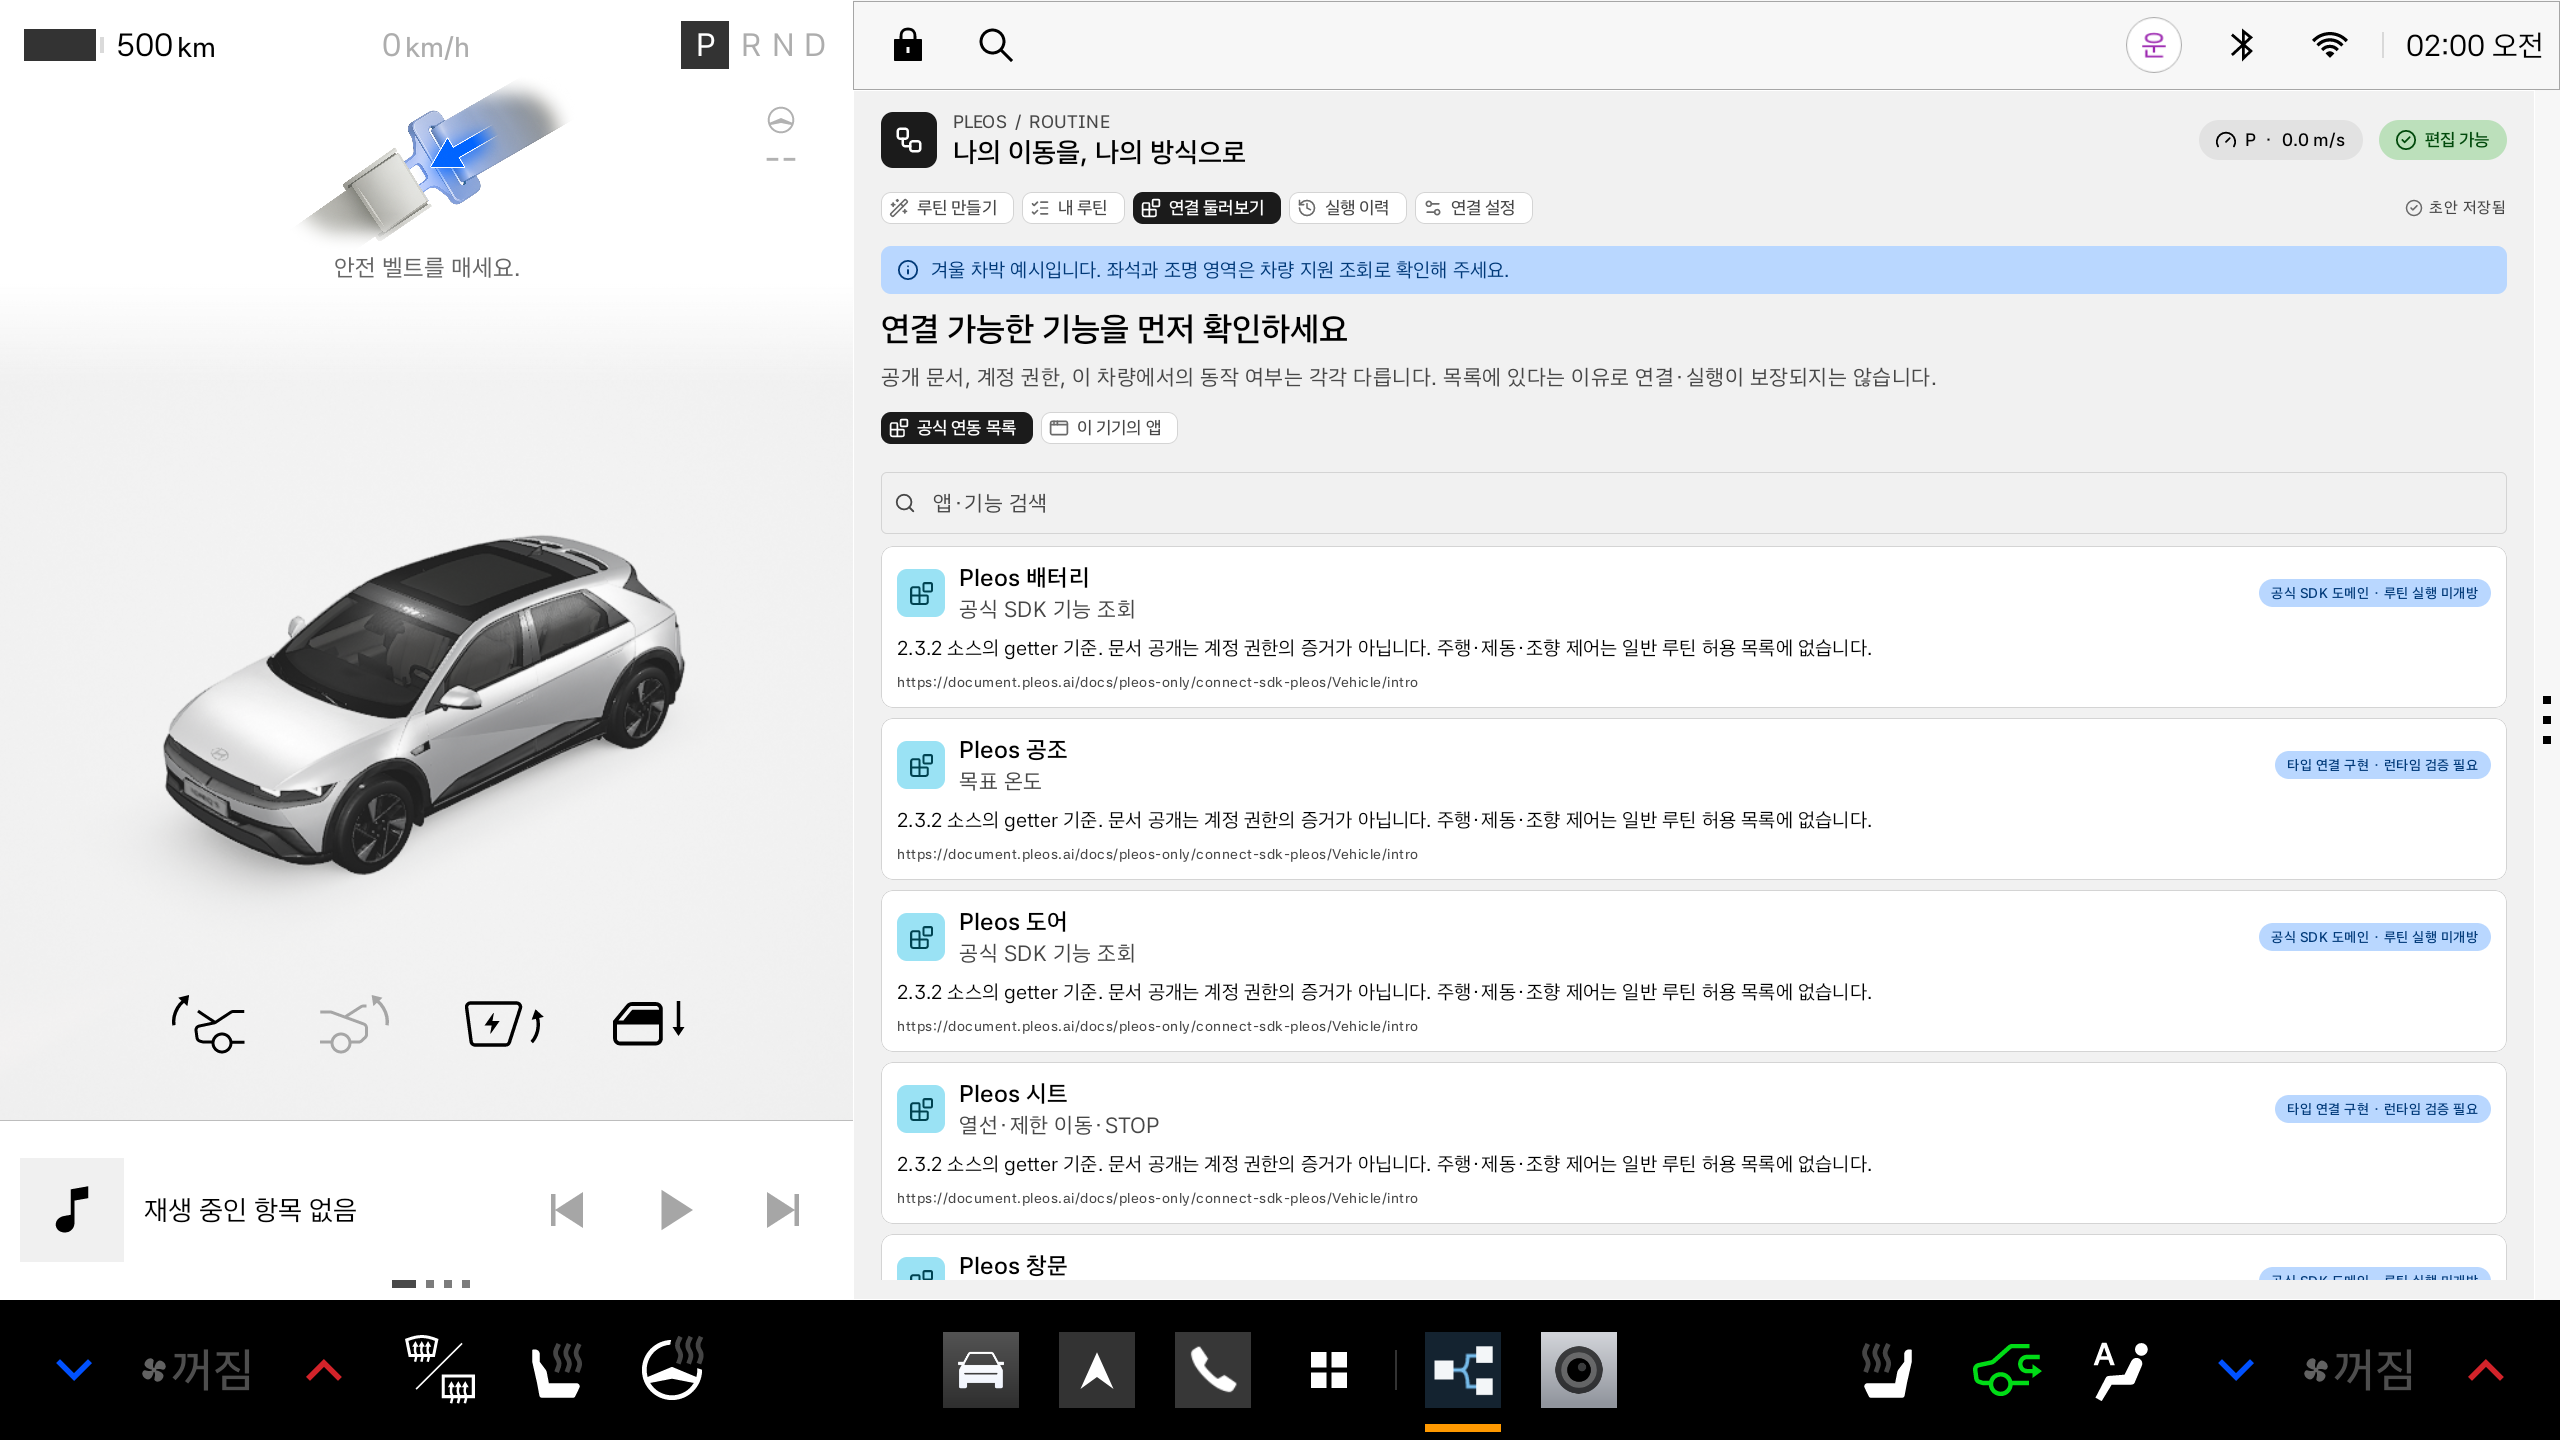 500 km
0 km/h
P R N D
안전 벨트를 매세요.
재생 중인 항목 없음
운
02:00 오전
PLEOS / ROUTINE
나의 이동을, 나의 방식으로
P · 0.0 m/s
편집 가능
루틴 만들기
내 루틴
연결 둘러보기
실행 이력
연결 설정
초안 저장됨
겨울 차박 예시입니다. 좌석과 조명 영역은 차량 지원 조회로 확인해 주세요.
연결 가능한 기능을 먼저 확인하세요
공개 문서, 계정 권한, 이 차량에서의 동작 여부는 각각 다릅니다. 목록에 있다는 이유로 연결·실행이 보장되지는 않습니다.
공식 연동 목록
이 기기의 앱
앱·기능 검색
Pleos 배터리
공식 SDK 기능 조회
공식 SDK 도메인 · 루틴 실행 미개방
2.3.2 소스의 getter 기준. 문서 공개는 계정 권한의 증거가 아닙니다. 주행·제동·조향 제어는 일반 루틴 허용 목록에 없습니다.
https://document.pleos.ai/docs/pleos-only/connect-sdk-pleos/Vehicle/intro
Pleos 공조
목표 온도
타입 연결 구현 · 런타임 검증 필요
2.3.2 소스의 getter 기준. 문서 공개는 계정 권한의 증거가 아닙니다. 주행·제동·조향 제어는 일반 루틴 허용 목록에 없습니다.
https://document.pleos.ai/docs/pleos-only/connect-sdk-pleos/Vehicle/intro
Pleos 도어
공식 SDK 기능 조회
공식 SDK 도메인 · 루틴 실행 미개방
2.3.2 소스의 getter 기준. 문서 공개는 계정 권한의 증거가 아닙니다. 주행·제동·조향 제어는 일반 루틴 허용 목록에 없습니다.
https://document.pleos.ai/docs/pleos-only/connect-sdk-pleos/Vehicle/intro
Pleos 시트
열선·제한 이동·STOP
타입 연결 구현 · 런타임 검증 필요
2.3.2 소스의 getter 기준. 문서 공개는 계정 권한의 증거가 아닙니다. 주행·제동·조향 제어는 일반 루틴 허용 목록에 없습니다.
https://document.pleos.ai/docs/pleos-only/connect-sdk-pleos/Vehicle/intro
Pleos 창문
꺼짐
A
꺼짐